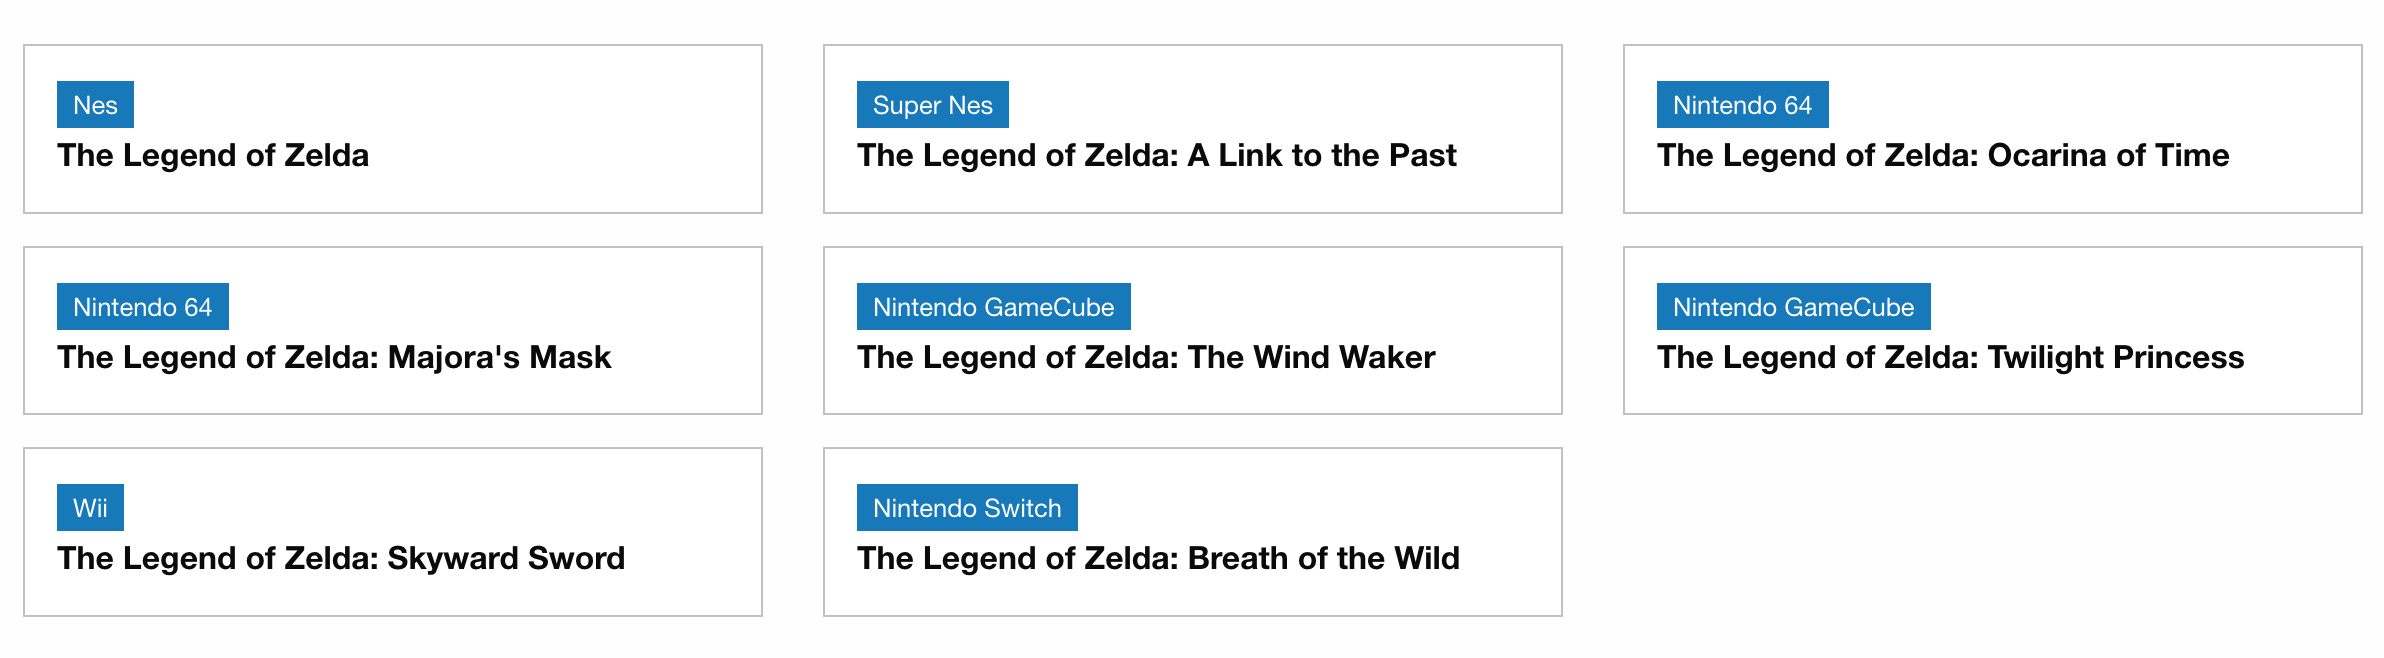 Nes
The Legend of Zelda
Super Nes
The Legend of Zelda: A Link to the Past
Nintendo 64
The Legend of Zelda: Ocarina of Time
Nintendo 64
The Legend of Zelda: Majora's Mask
Nintendo GameCube
The Legend of Zelda: The Wind Waker
Nintendo GameCube
The Legend of Zelda: Twilight Princess
Wii
The Legend of Zelda: Skyward Sword
Nintendo Switch
The Legend of Zelda: Breath of the Wild